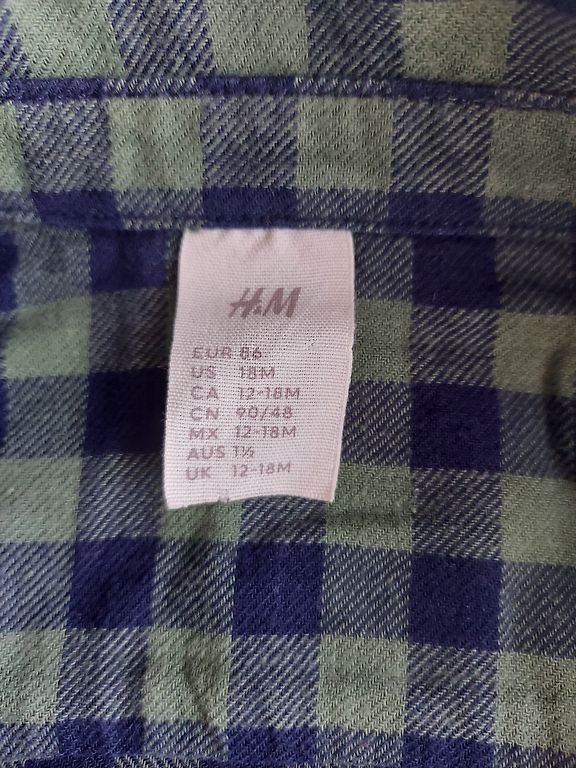 H&M
EUR 86
US 18M
CA 12-18M
CN 90/48
MX 12-18M
AUS 1½
UK 12-18M